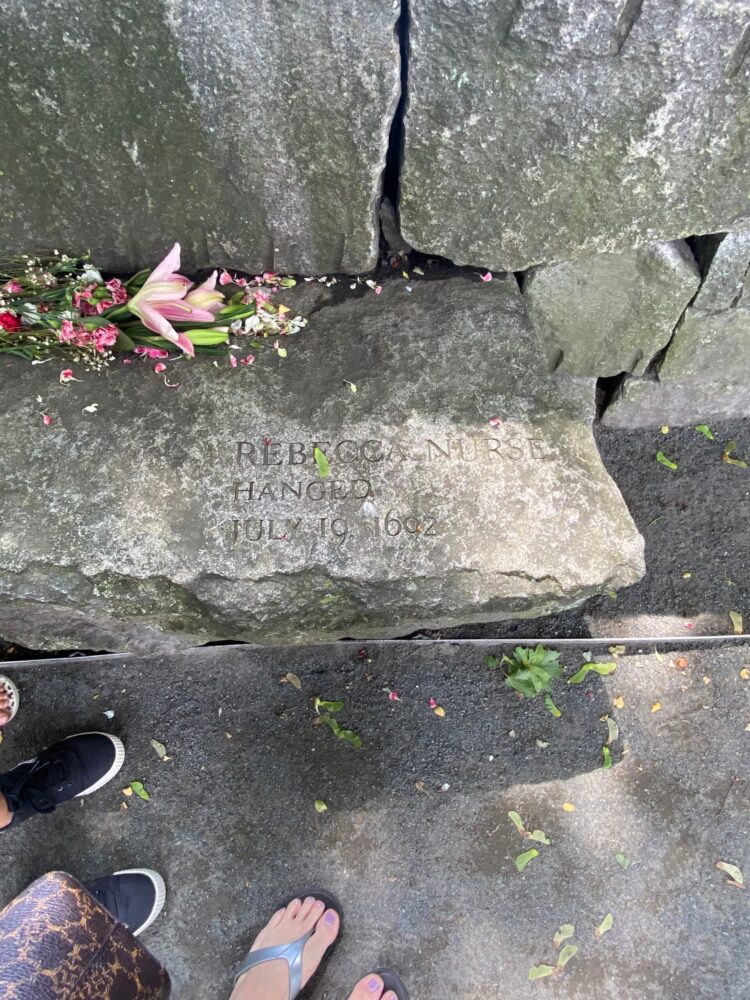 REBECCA NURSE
HANGED
JULY 19, 1692